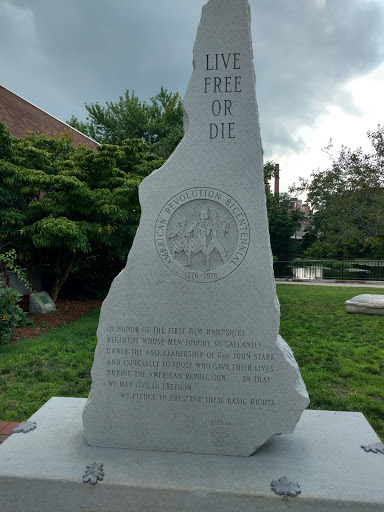 LIVE
FREE
OR
DIE
AMERICAN REVOLUTION BICENTENNIAL
1776-1976
IN HONOR OF THE FIRST NEW HAMPSHIRE
REGIMENT WHOSE MEN FOUGHT SO GALLANTLY
UNDER THE ABLE LEADERSHIP OF GEN. JOHN STARK
AND ESPECIALLY TO THOSE WHO GAVE THEIR LIVES
DURING THE AMERICAN REVOLUTION ..... SO THAT
WE MAY LIVE IN FREEDOM.
WE PLEDGE TO PRESERVE THESE BASIC RIGHTS.
NASHUA